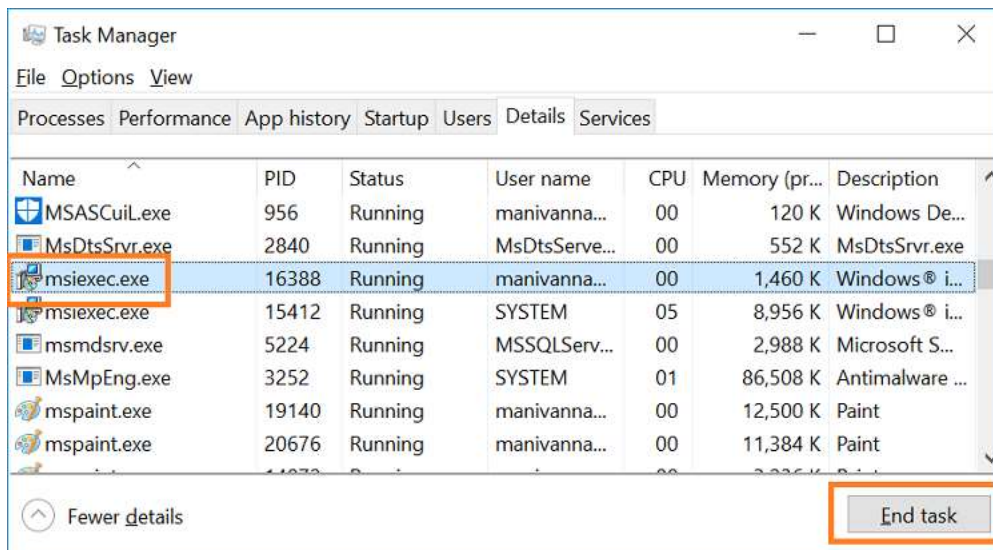 Task Manager
File Options View
Processes Performance App history Startup Users Details Services
Name PID Status User name CPU Memory (pr... Description
MSASCuiL.exe 956 Running manivanna... 00 120 K Windows De...
MsDtsSrvr.exe 2840 Running MsDtsServe... 00 552 K MsDtsSrvr.exe
msiexec.exe 16388 Running manivanna... 00 1,460 K Windows® i...
msiexec.exe 15412 Running SYSTEM 05 8,956 K Windows® i...
msmdsrv.exe 5224 Running MSSQLServ... 00 2,988 K Microsoft S...
MsMpEng.exe 3252 Running SYSTEM 01 86,508 K Antimalware ...
mspaint.exe 19140 Running manivanna... 00 12,500 K Paint
mspaint.exe 20676 Running manivanna... 00 11,384 K Paint
Fewer details End task